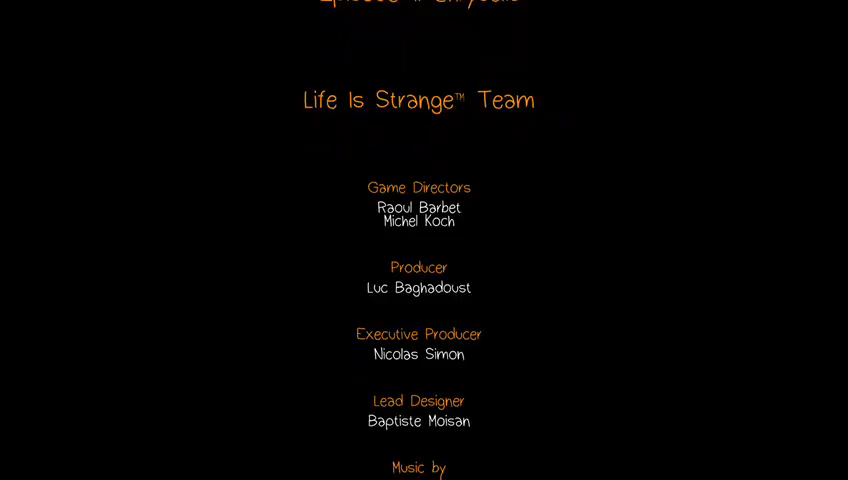 Life Is Strange™ Team
Game Directors
Raoul Barbet
Michel Koch
Producer
Luc Baghadoust
Executive Producer
Nicolas Simon
Lead Designer
Baptiste Moisan
Music by